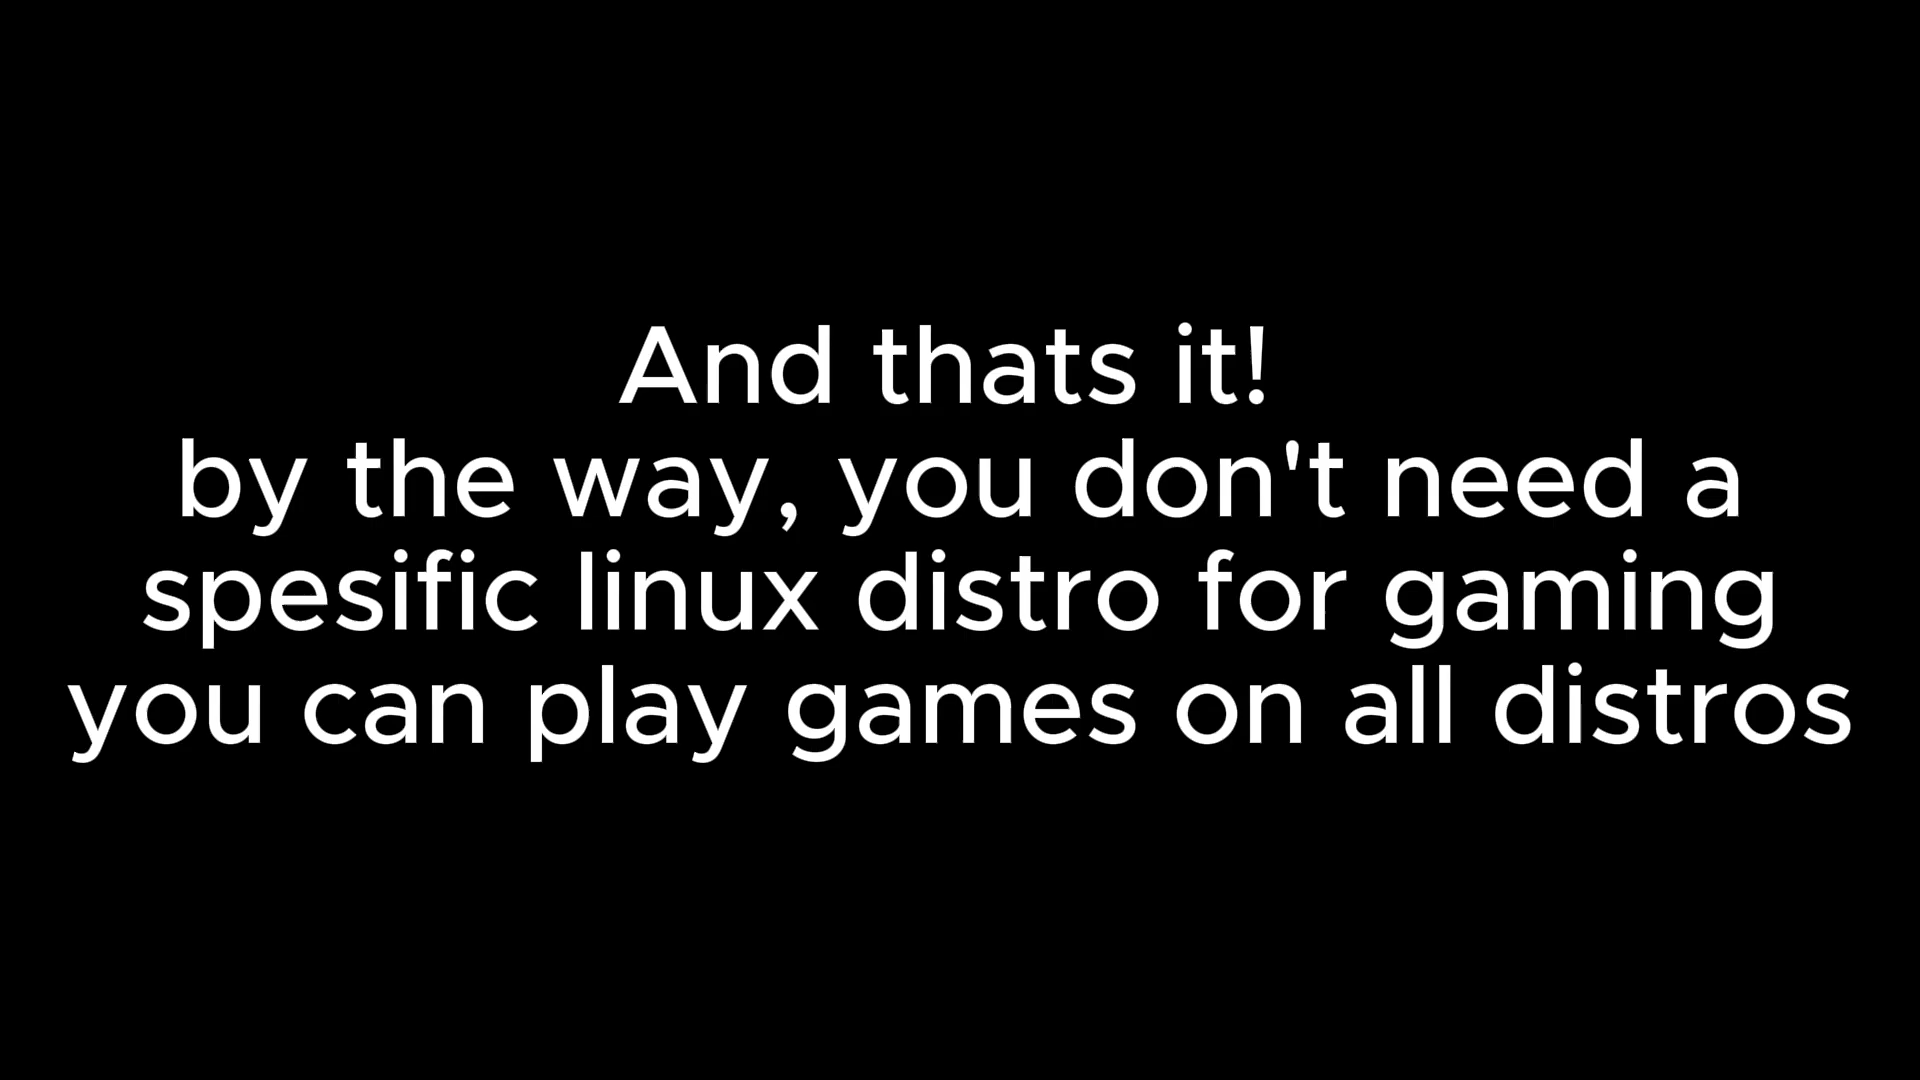 And thats it!
by the way, you don't need a
spesific linux distro for gaming
you can play games on all distros